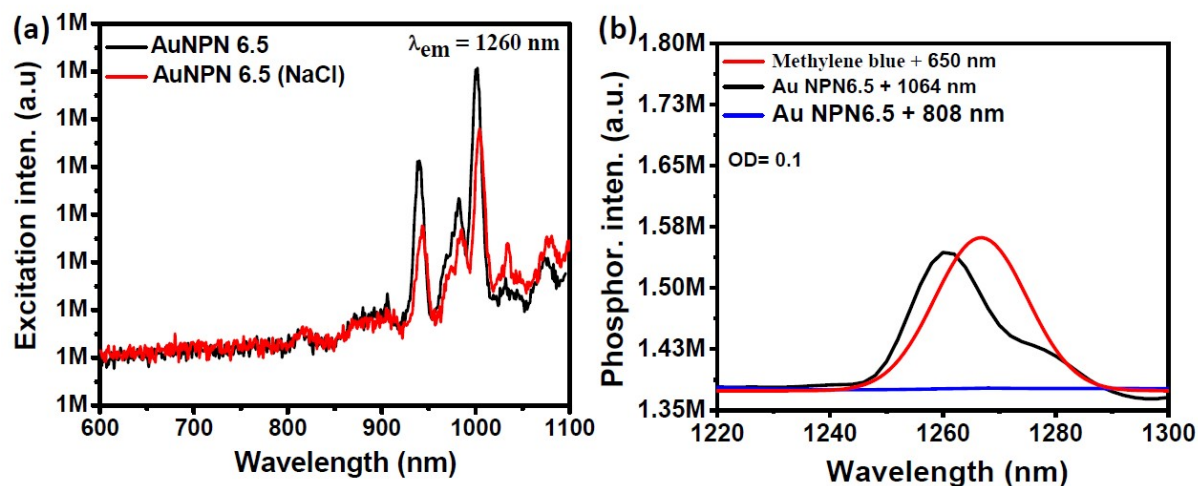 (a)
AuNPN 6.5
AuNPN 6.5 (NaCl)
λem = 1260 nm
Excitation inten. (a.u)
1M
1M
1M
1M
1M
1M
1M
1M
1M
600 700 800 900 1000 1100
Wavelength (nm)
(b)
Methylene blue + 650 nm
Au NPN6.5 + 1064 nm
Au NPN6.5 + 808 nm
OD= 0.1
Phosphor. inten. (a.u.)
1.80M
1.73M
1.65M
1.58M
1.50M
1.43M
1.35M
1220 1240 1260 1280 1300
Wavelength (nm)